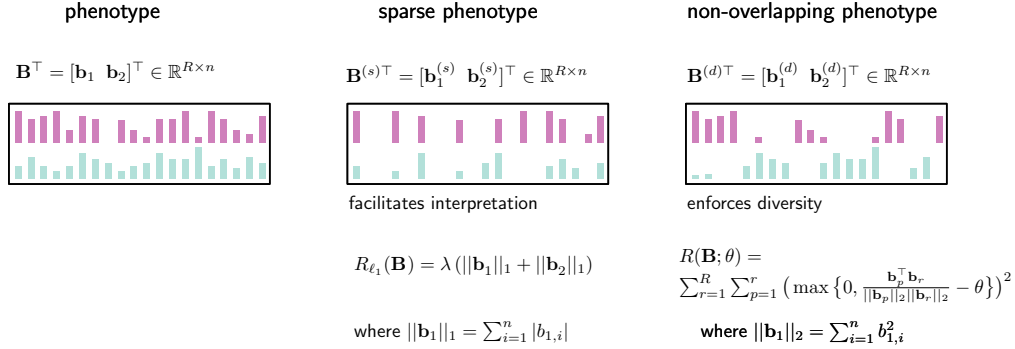 phenotype
𝐁^⊤ = [𝐛_1 𝐛_2]^⊤ ∈ ℝ^{R×n}
sparse phenotype
𝐁^{(s)⊤} = [𝐛_1^{(s)} 𝐛_2^{(s)}]^⊤ ∈ ℝ^{R×n}
facilitates interpretation
R_{ℓ_1}(𝐁) = λ (||𝐛_1||_1 + ||𝐛_2||_1)
where ||𝐛_1||_1 = ∑_{i=1}^{n} |b_{1,i}|
non-overlapping phenotype
𝐁^{(d)⊤} = [𝐛_1^{(d)} 𝐛_2^{(d)}]^⊤ ∈ ℝ^{R×n}
enforces diversity
R(𝐁; θ) =
∑_{r=1}^{R} ∑_{p=1}^{r} (max {0, \frac{𝐛_p^⊤ 𝐛_r}{||𝐛_p||_2 ||𝐛_r||_2} − θ})^2
where ||𝐛_1||_2 = ∑_{i=1}^{n} b_{1,i}^2